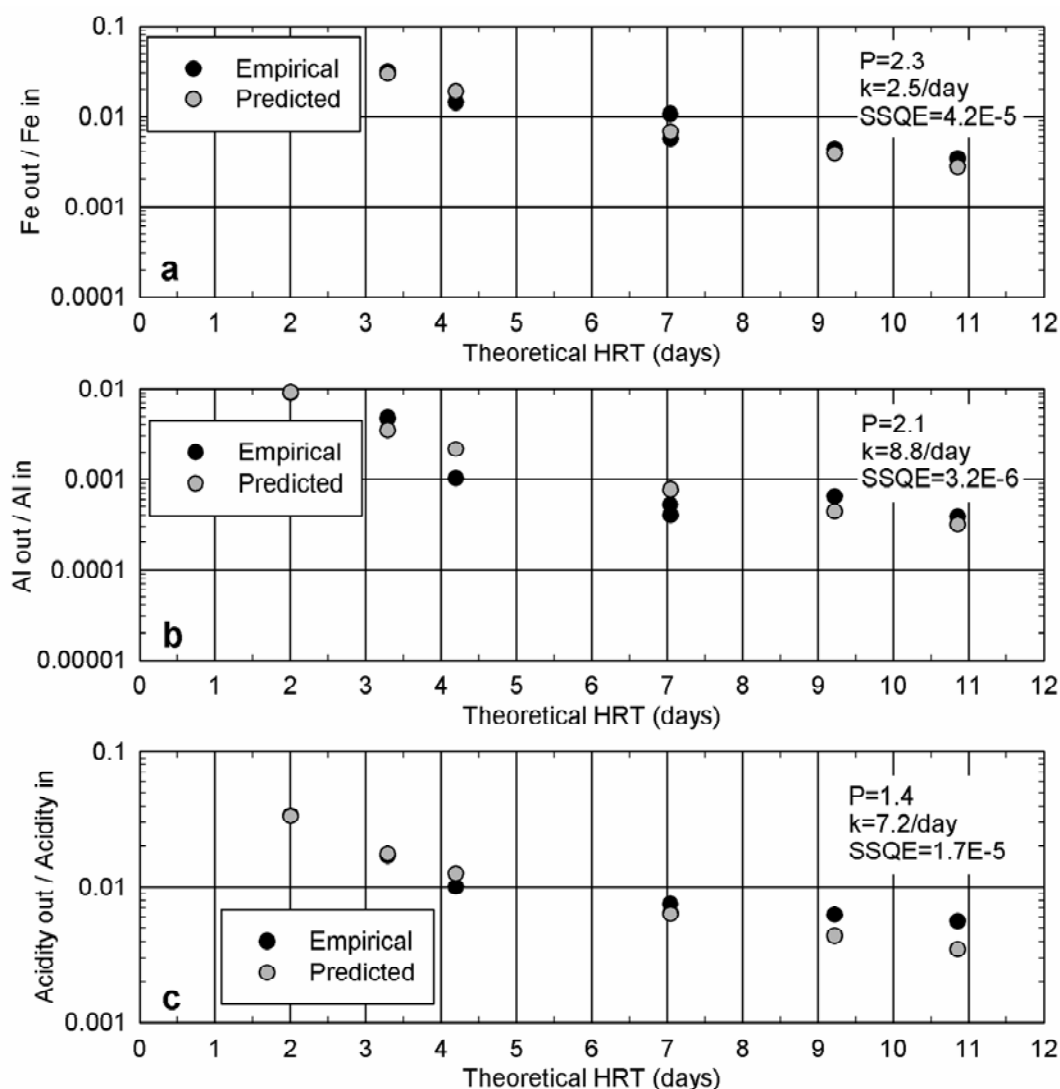 0.1
Empirical
Predicted
P=2.3
k=2.5/day
SSQE=4.2E-5
0.01
0.001
0.0001
Fe out / Fe in
a
0 1 2 3 4 5 6 7 8 9 10 11 12
Theoretical HRT (days)
0.01
Empirical
Predicted
P=2.1
k=8.8/day
SSQE=3.2E-6
0.001
0.0001
0.00001
Al out / Al in
b
0 1 2 3 4 5 6 7 8 9 10 11 12
Theoretical HRT (days)
0.1
P=1.4
k=7.2/day
SSQE=1.7E-5
0.01
Empirical
Predicted
0.001
Acidity out / Acidity in
c
0 1 2 3 4 5 6 7 8 9 10 11 12
Theoretical HRT (days)